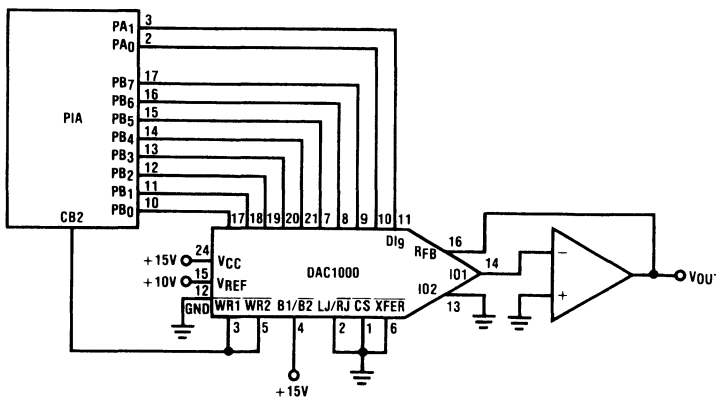 PA1 3
PA0 2
PB7 17
PB6 16
PIA
PB5 15
PB4 14
PB3 13
PB2 12
PB1 11
PB0 10
CB2
17 18 19 20 21 7 8 9 10 11
DI9
+15V 24 VCC
DAC1000
RFB 16
+10V 15 VREF
IO1 14
12 GND
IO2 13
WR1 WR2 B1/B2 LJ/RJ CS XFER
3 5 4 2 1 6
+15V
−
+
VOUT